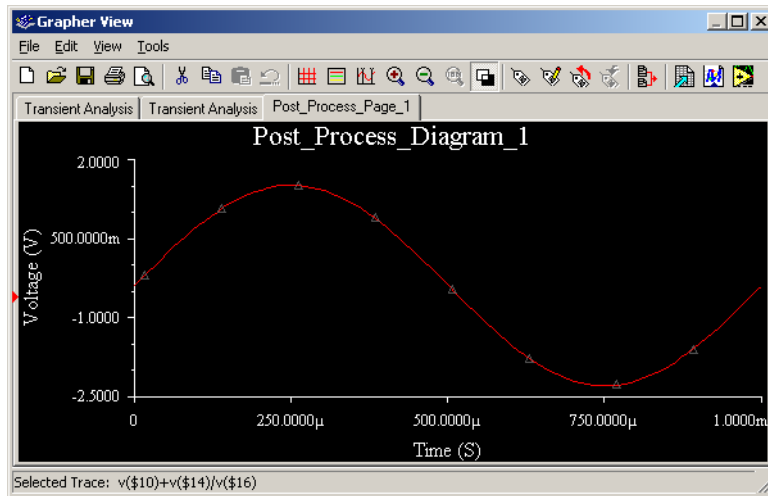 Grapher View
File Edit View Tools
Transient Analysis Transient Analysis Post_Process_Page_1
Post_Process_Diagram_1
Voltage (V)
2.0000
500.0000m
-1.0000
-2.5000
0 250.0000µ 500.0000µ 750.0000µ 1.0000m
Time (S)
Selected Trace: v($10)+v($14)/v($16)